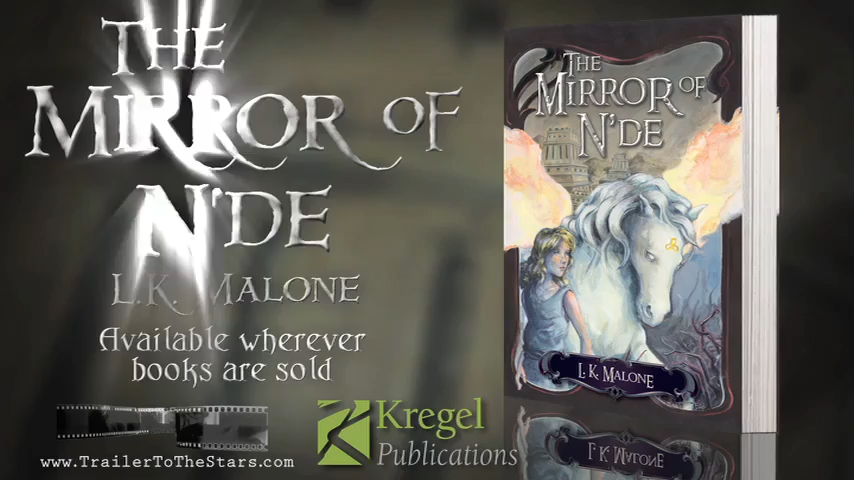 THE
MIRROR OF
N'DE
L.K. MALONE
Available wherever
books are sold
www.TrailerToTheStars.com
Kregel
Publications
THE
MIRROR OF
N'DE
L. K. MALONE
L. K. MALONE